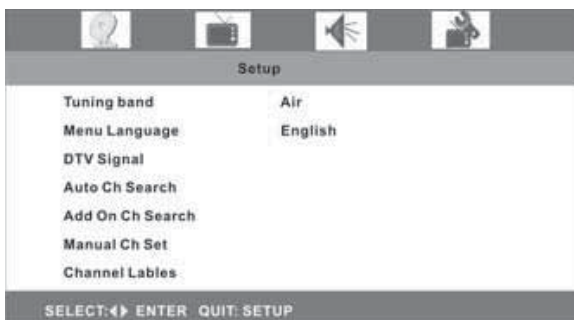 Setup
Tuning band Air
Menu Language English
DTV Signal
Auto Ch Search
Add On Ch Search
Manual Ch Set
Channel Lables
SELECT:◀▶ ENTER QUIT: SETUP